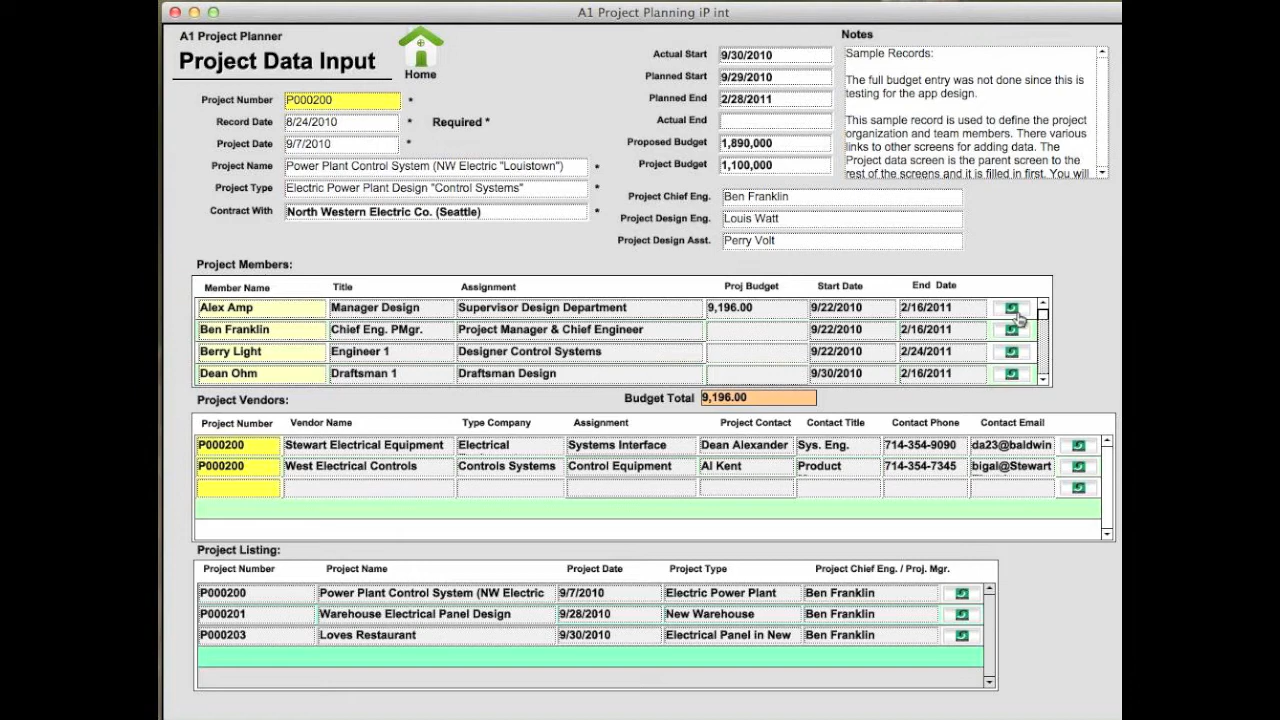 A1 Project Planning iP int
A1 Project Planner
Project Data Input
Home
Project Number P000200 *
Record Date 8/24/2010 Required *
Project Date 9/7/2010 *
Project Name Power Plant Control System (NW Electric "Louistown") *
Project Type Electric Power Plant Design "Control Systems" *
Contract With North Western Electric Co. (Seattle) *
Actual Start 9/30/2010
Planned Start 9/29/2010
Planned End 2/28/2011
Actual End
Proposed Budget 1,890,000
Project Budget 1,100,000
Project Chief Eng. Ben Franklin
Project Design Eng. Louis Watt
Project Design Asst. Perry Volt
Notes
Sample Records:
The full budget entry was not done since this is
testing for the app design.
This sample record is used to define the project
organization and team members. There various
links to other screens for adding data. The
Project data screen is the parent screen to the
rest of the screens and it is filled in first. You will
Project Members:
Member Name Title Assignment Proj Budget Start Date End Date
Alex Amp Manager Design Supervisor Design Department 9,196.00 9/22/2010 2/16/2011
Ben Franklin Chief Eng. PMgr. Project Manager & Chief Engineer 9/22/2010 2/16/2011
Berry Light Engineer 1 Designer Control Systems 9/22/2010 2/24/2011
Dean Ohm Draftsman 1 Draftsman Design 9/30/2010 2/16/2011
Project Vendors: Budget Total 9,196.00
Project Number Vendor Name Type Company Assignment Project Contact Contact Title Contact Phone Contact Email
P000200 Stewart Electrical Equipment Electrical Systems Interface Dean Alexander Sys. Eng. 714-354-9090 da23@baldwin
P000200 West Electrical Controls Controls Systems Control Equipment Al Kent Product 714-354-7345 bigal@Stewart
Project Listing:
Project Number Project Name Project Date Project Type Project Chief Eng. / Proj. Mgr.
P000200 Power Plant Control System (NW Electric 9/7/2010 Electric Power Plant Ben Franklin
P000201 Warehouse Electrical Panel Design 9/28/2010 New Warehouse Ben Franklin
P000203 Loves Restaurant 9/30/2010 Electrical Panel in New Ben Franklin